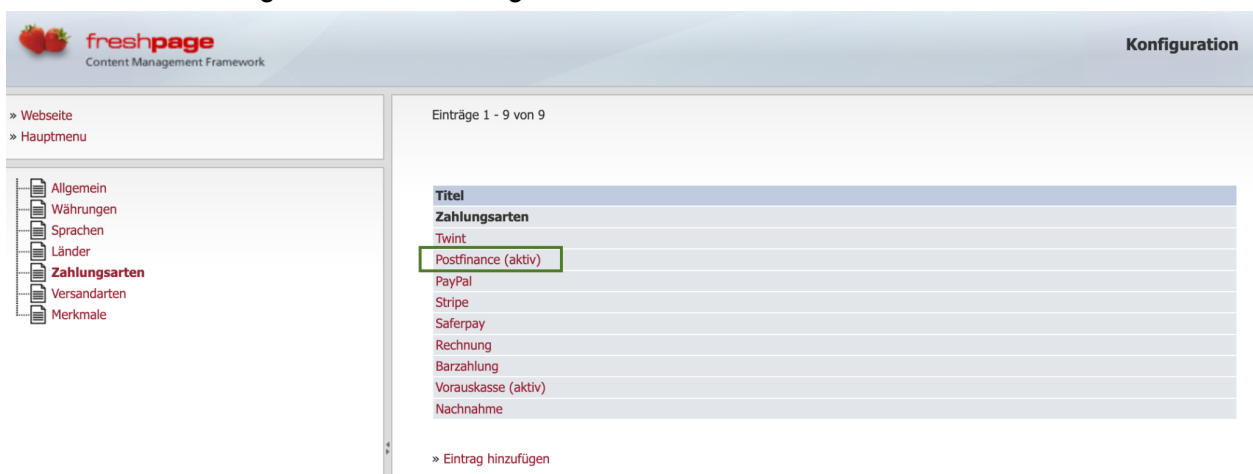 freshpage
Content Management Framework
Konfiguration
» Webseite
» Hauptmenu
Allgemein
Währungen
Sprachen
Länder
Zahlungsarten
Versandarten
Merkmale
Einträge 1 - 9 von 9
Titel
Zahlungsarten
Twint
Postfinance (aktiv)
PayPal
Stripe
Saferpay
Rechnung
Barzahlung
Vorauskasse (aktiv)
Nachnahme
» Eintrag hinzufügen